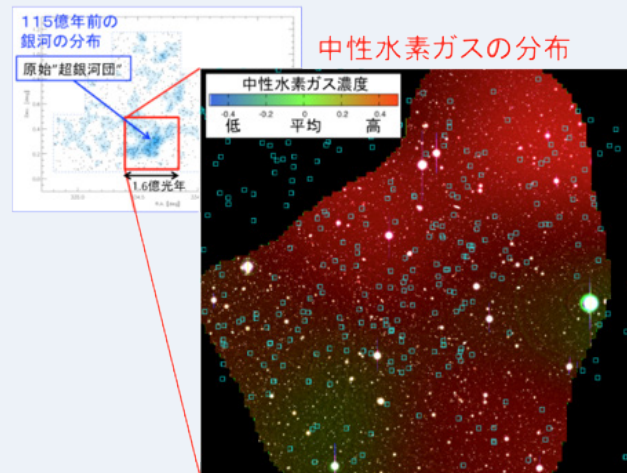 115億年前の
銀河の分布
原始"超銀河団"
1.6億光年
中性水素ガスの分布
中性水素ガス濃度
-0.4 -0.2 0 0.2 0.4
低 平均 高